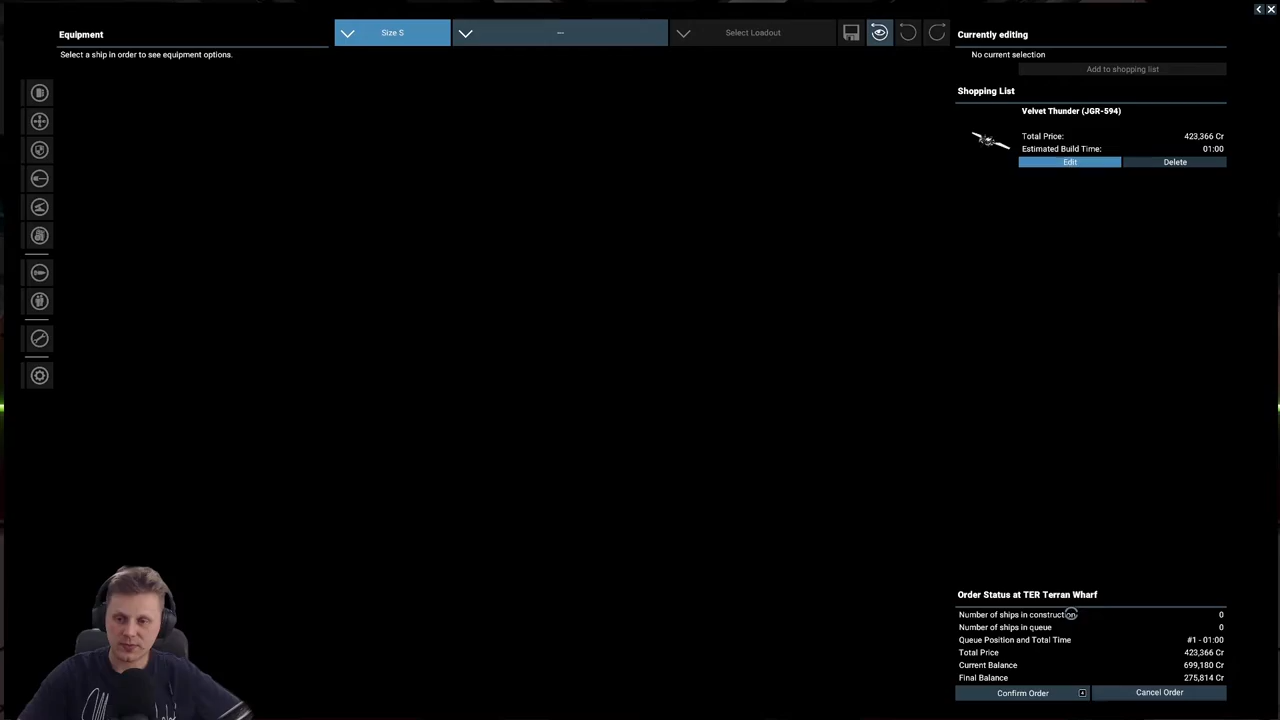 Equipment
Select a ship in order to see equipment options.
Size S
---
Select Loadout
Currently editing
No current selection
Add to shopping list
Shopping List
Velvet Thunder (JGR-594)
Total Price: 423,366 Cr
Estimated Build Time: 01:00
Edit Delete
Order Status at TER Terran Wharf
Number of ships in construction 0
Number of ships in queue 0
Queue Position and Total Time #1 - 01:00
Total Price 423,366 Cr
Current Balance 699,180 Cr
Final Balance 275,814 Cr
Confirm Order Cancel Order